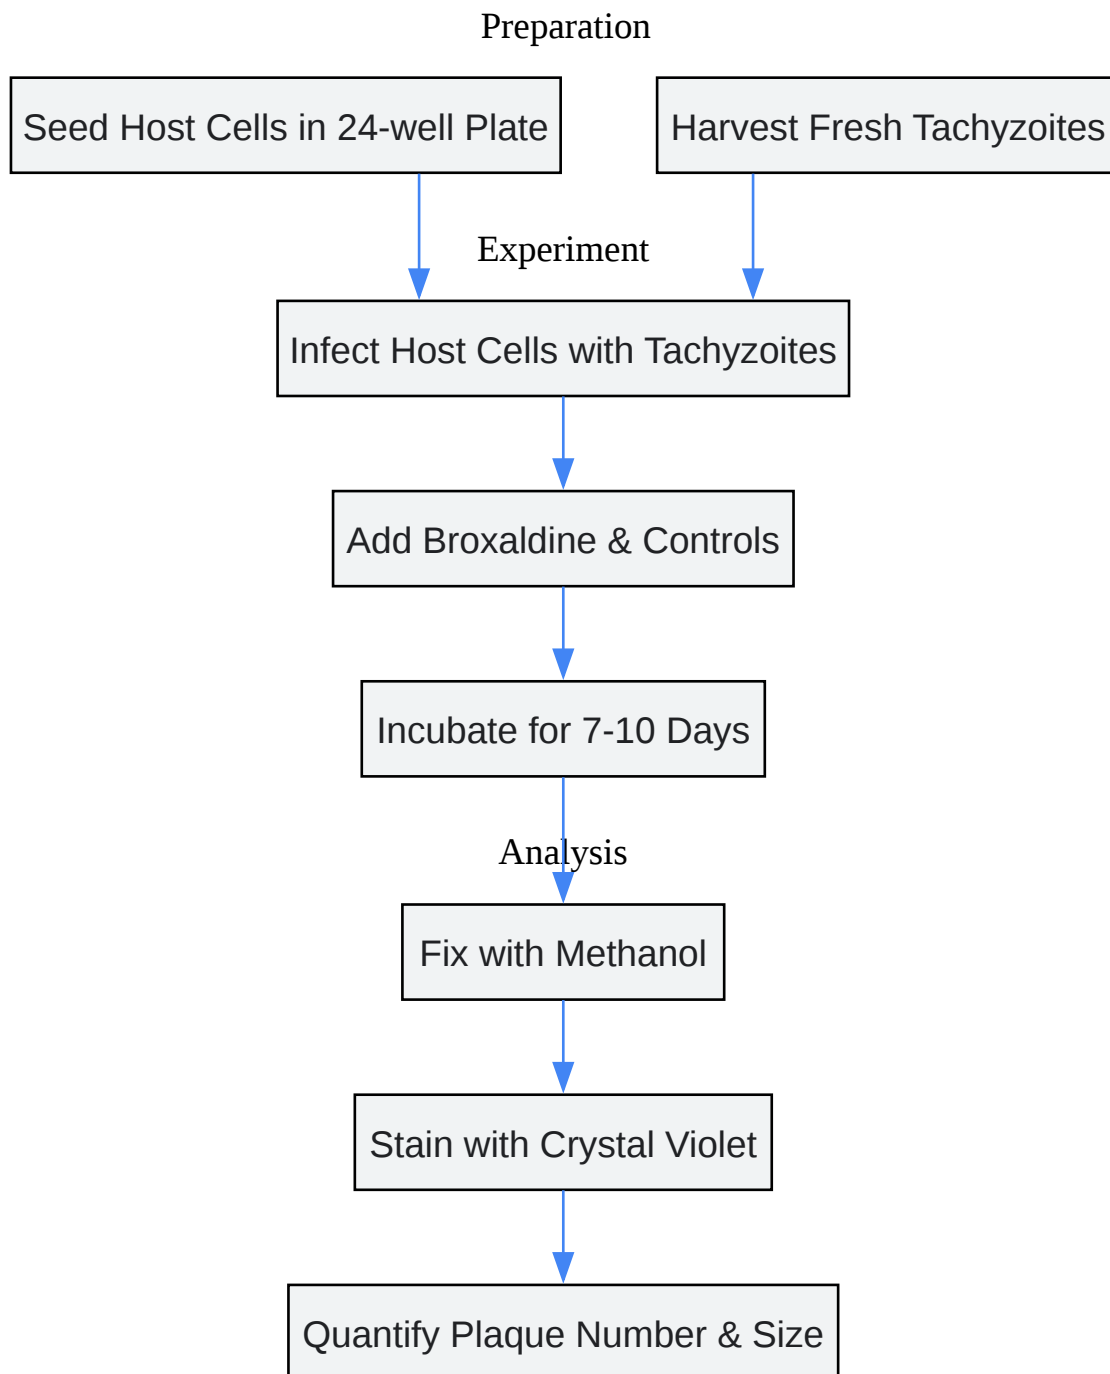 Preparation
Seed Host Cells in 24-well Plate
Harvest Fresh Tachyzoites
Experiment
Infect Host Cells with Tachyzoites
Add Broxaldine & Controls
Incubate for 7-10 Days
Analysis
Fix with Methanol
Stain with Crystal Violet
Quantify Plaque Number & Size